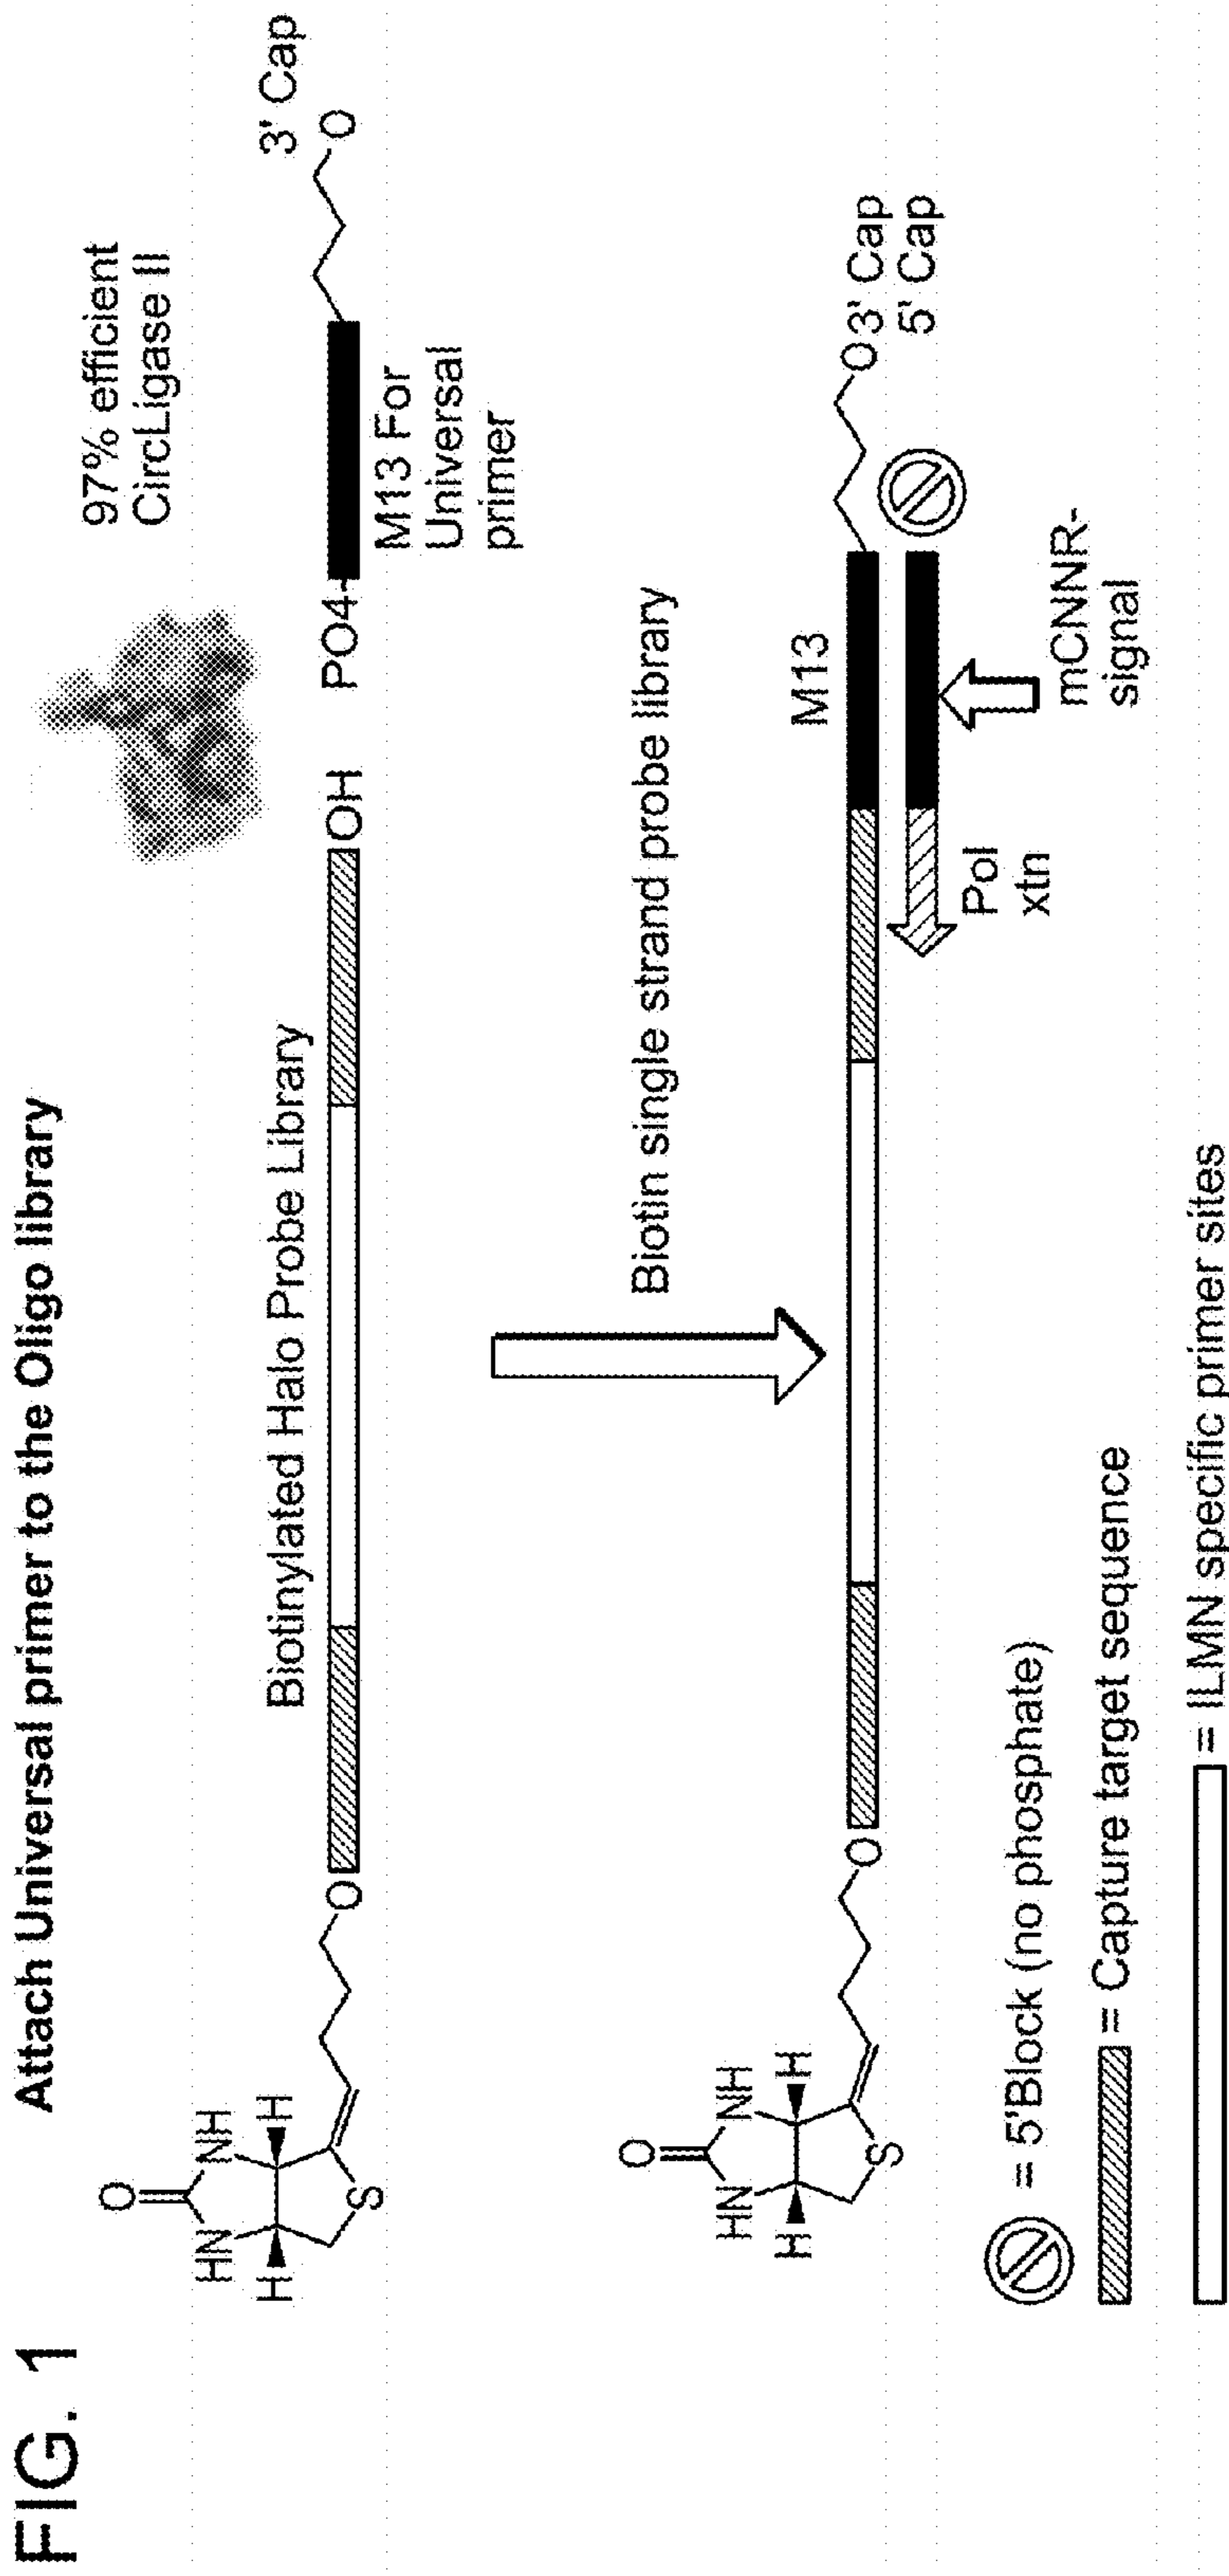 FIG. 1
Attach Universal primer to the Oligo library
97% efficient
CircLigase II
Biotinylated Halo Probe Library
3' Cap
O
HN
NH
H
H
S
O
OH
PO4-
O
M13 For
Universal
primer
Biotin single strand probe library
O
HN
NH
H
H
S
O
M13
O
3' Cap
5' Cap
Pol
xtn
mCNNR-
signal
= 5'Block (no phosphate)
= Capture target sequence
= ILMN specific primer sites